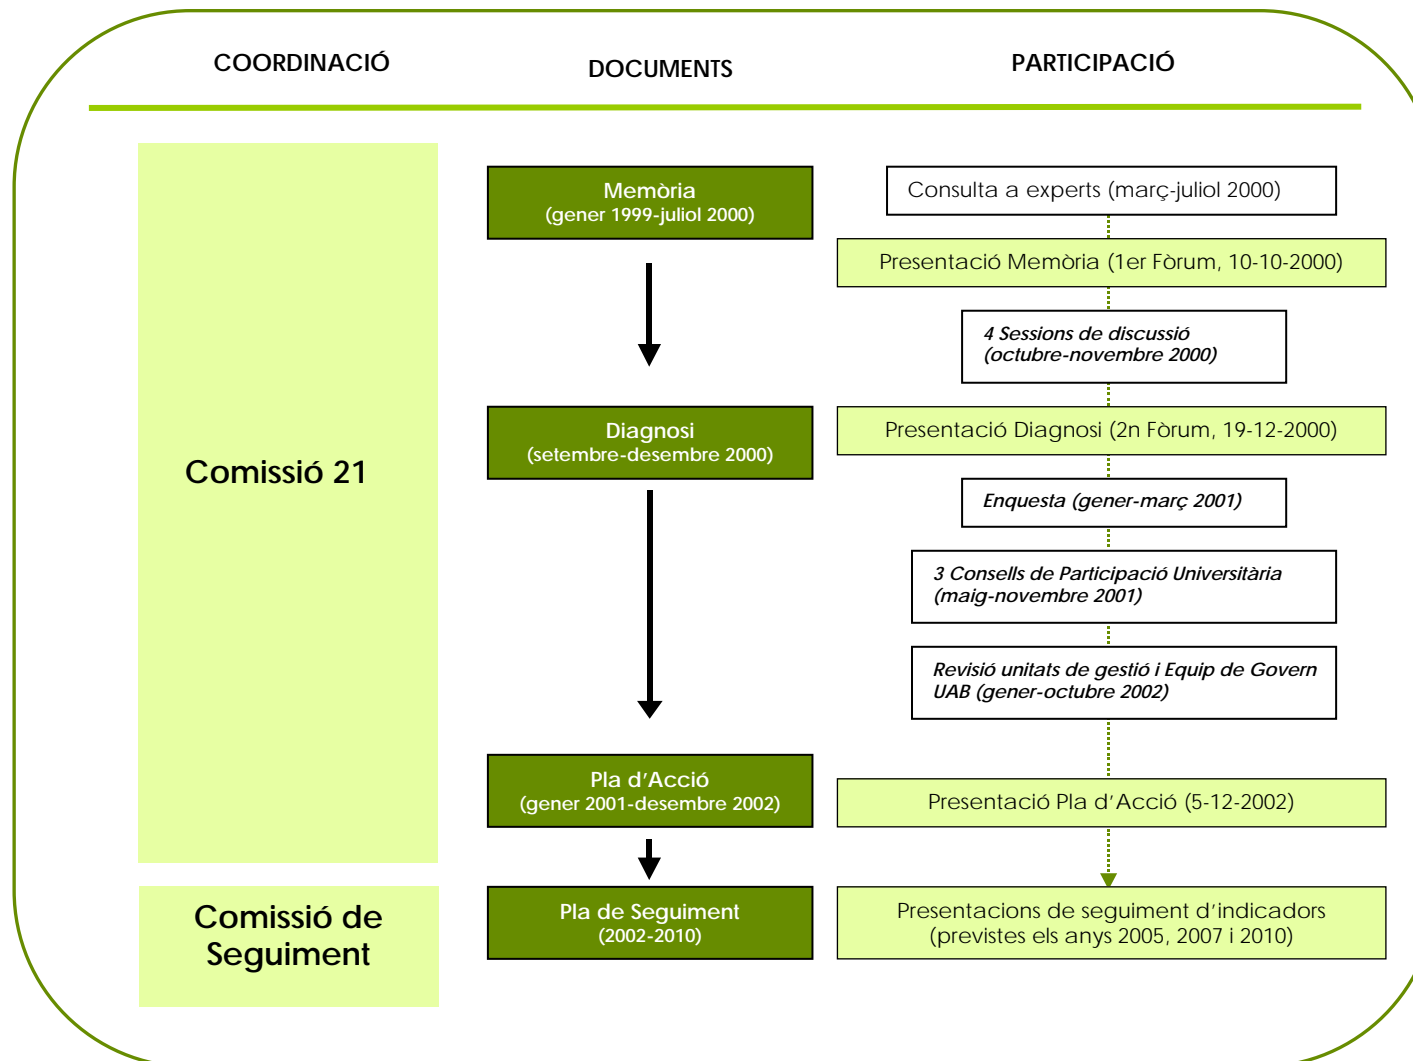 COORDINACIÓ
DOCUMENTS
PARTICIPACIÓ
Comissió 21
Comissió de
Seguiment
Memòria
(gener 1999-juliol 2000)
Diagnosi
(setembre-desembre 2000)
Pla d'Acció
(gener 2001-desembre 2002)
Pla de Seguiment
(2002-2010)
Consulta a experts (març-juliol 2000)
Presentació Memòria (1er Fòrum, 10-10-2000)
4 Sessions de discussió
(octubre-novembre 2000)
Presentació Diagnosi (2n Fòrum, 19-12-2000)
Enquesta (gener-març 2001)
3 Consells de Participació Universitària
(maig-novembre 2001)
Revisió unitats de gestió i Equip de Govern
UAB (gener-octubre 2002)
Presentació Pla d'Acció (5-12-2002)
Presentacions de seguiment d'indicadors
(previstes els anys 2005, 2007 i 2010)